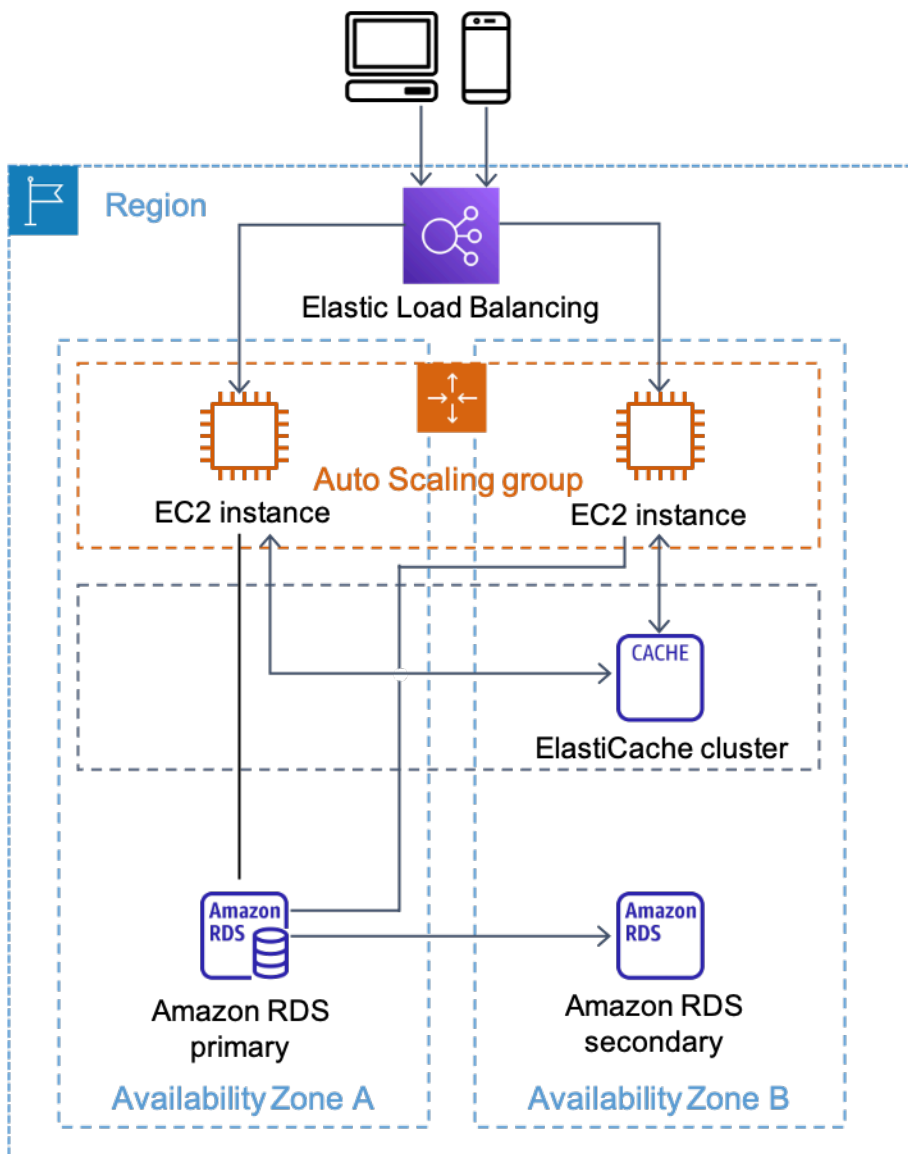 Region
Elastic Load Balancing
Auto Scaling group
EC2 instance
EC2 instance
CACHE
ElastiCache cluster
Amazon
RDS
Amazon
RDS
Amazon RDS
primary
Amazon RDS
secondary
Availability Zone A
Availability Zone B